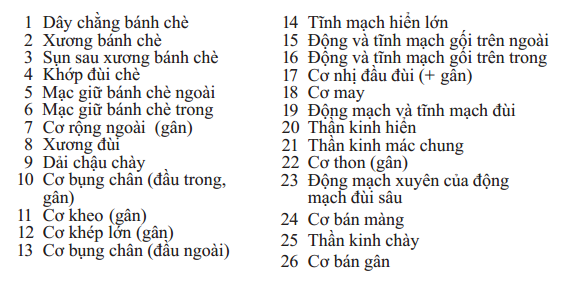 1 Dây chằng bánh chè
2 Xương bánh chè
3 Sụn sau xương bánh chè
4 Khớp đùi chè
5 Mạc giữ bánh chè ngoài
6 Mạc giữ bánh chè trong
7 Cơ rộng ngoài (gân)
8 Xương đùi
9 Dải chậu chày
10 Cơ bụng chân (đầu trong,
gân)
11 Cơ kheo (gân)
12 Cơ khép lớn (gân)
13 Cơ bụng chân (đầu ngoài)
14 Tĩnh mạch hiển lớn
15 Động và tĩnh mạch gối trên ngoài
16 Động và tĩnh mạch gối trên trong
17 Cơ nhị đầu đùi (+ gân)
18 Cơ may
19 Động mạch và tĩnh mạch đùi
20 Thần kinh hiển
21 Thần kinh mác chung
22 Cơ thon (gân)
23 Động mạch xuyên của động
mạch đùi sâu
24 Cơ bán màng
25 Thần kinh chày
26 Cơ bán gân